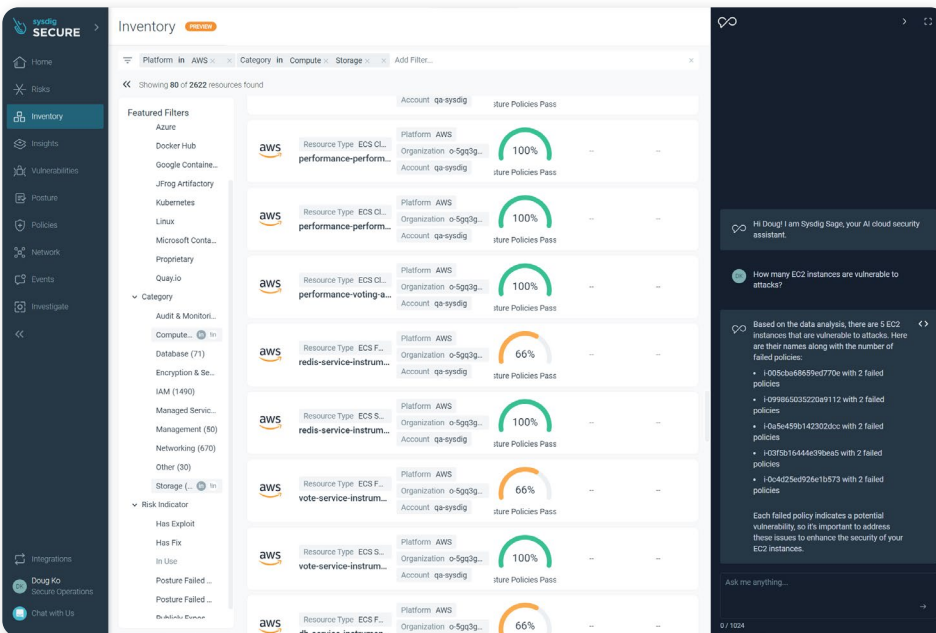 sysdig
SECURE
Home
Risks
Inventory
Insights
Vulnerabilities
Posture
Policies
Network
Events
Investigate
Integrations
DK
Doug Ko
Secure Operations
Chat with Us
Inventory PREVIEW
Platform in AWS × × Category in Compute × Storage × × Add Filter... ×
Showing 80 of 2622 resources found
Featured Filters
Azure
Docker Hub
Google Containe...
JFrog Artifactory
Kubernetes
Linux
Microsoft Conta...
Proprietary
Quay.io
Category
Audit & Monitori...
Compute... in !in
Database (71)
Encryption & Se...
IAM (1490)
Managed Servic...
Management (50)
Networking (670)
Other (30)
Storage (... in !in
Risk Indicator
Has Exploit
Has Fix
In Use
Posture Failed ...
Posture Failed ...
Publicly Expos...
Account qa-sysdig
sture Policies Pass
aws
Resource Type ECS Cl...
performance-perform...
Platform AWS
Organization o-5gq3g...
Account qa-sysdig
100%
sture Policies Pass
--
--
aws
Resource Type ECS Cl...
performance-perform...
Platform AWS
Organization o-5gq3g...
Account qa-sysdig
100%
sture Policies Pass
--
--
aws
Resource Type ECS Cl...
performance-voting-a...
Platform AWS
Organization o-5gq3g...
Account qa-sysdig
100%
sture Policies Pass
--
--
aws
Resource Type ECS F...
redis-service-instrum...
Platform AWS
Organization o-5gq3g...
Account qa-sysdig
66%
sture Policies Pass
--
--
aws
Resource Type ECS S...
redis-service-instrum...
Platform AWS
Organization o-5gq3g...
Account qa-sysdig
100%
sture Policies Pass
--
--
aws
Resource Type ECS F...
vote-service-instrum...
Platform AWS
Organization o-5gq3g...
Account qa-sysdig
66%
sture Policies Pass
--
--
aws
Resource Type ECS S...
vote-service-instrum...
Platform AWS
Organization o-5gq3g...
Account qa-sysdig
100%
sture Policies Pass
--
--
aws
Resource Type ECS F...
db-service-instrumen...
Platform AWS
Organization o-5gq3g...
66%
--
--
Hi Doug! I am Sysdig Sage, your AI cloud security
assistant.
DK
How many EC2 instances are vulnerable to
attacks?
Based on the data analysis, there are 5 EC2
instances that are vulnerable to attacks. Here
are their names along with the number of
failed policies:
• i-005cba68659ed770e with 2 failed
policies
• i-099865035220a9112 with 2 failed
policies
• i-0a5e459b142302dcc with 2 failed
policies
• i-03f5b16444e39bea5 with 2 failed
policies
• i-0c4d25ed926e1b573 with 2 failed
policies
Each failed policy indicates a potential
vulnerability, so it's important to address
these issues to enhance the security of your
EC2 instances.
Ask me anything...
0 / 1024